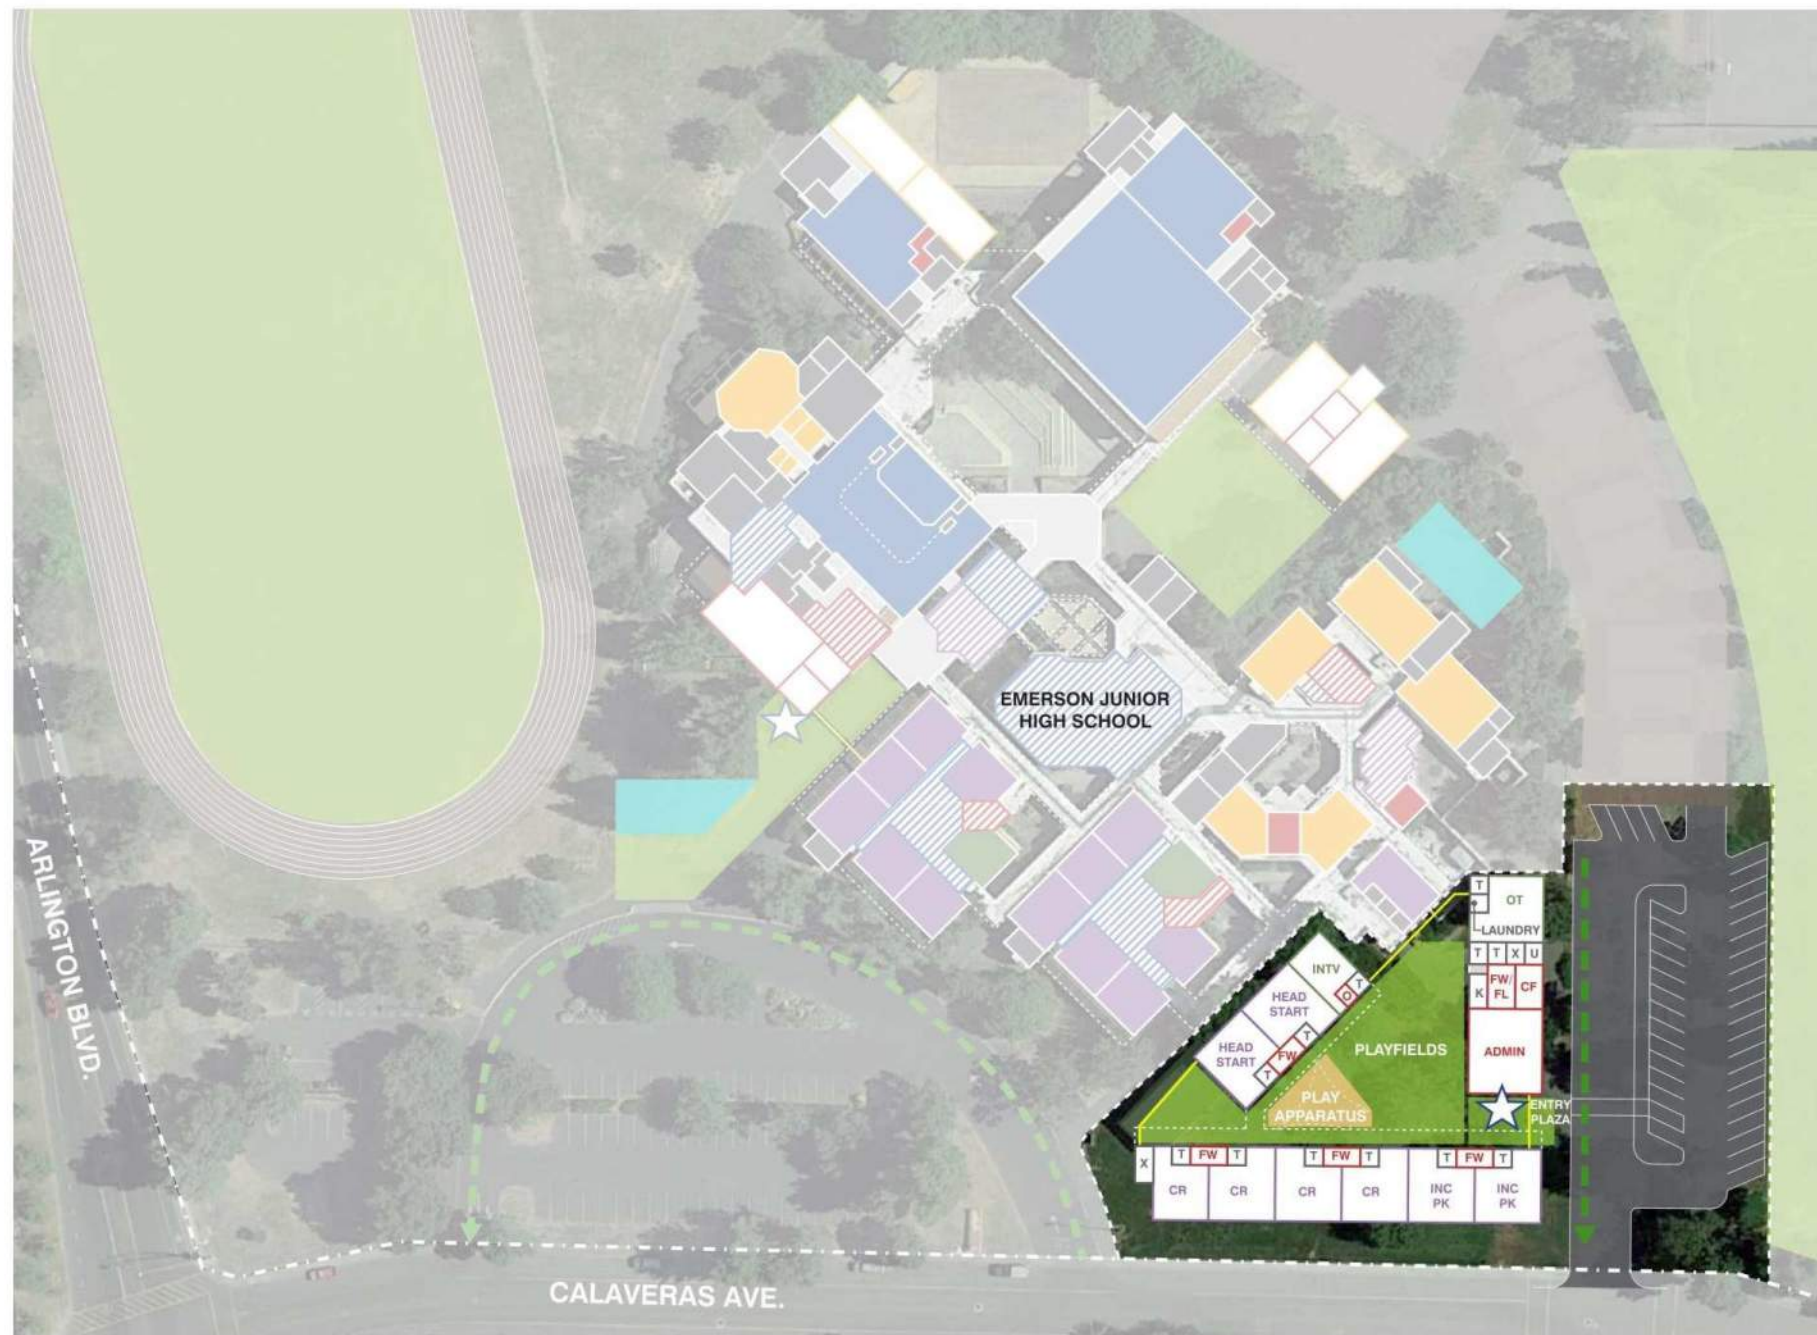 EMERSON JUNIOR
HIGH SCHOOL
ARLINGTON BLVD.
T
OT
LAUNDRY
T T X U
K
FW/
FL
CF
ADMIN
ENTRY
PLAZA
INTV
T
O
HEAD
START
T
FW
T
HEAD
START
PLAYFIELDS
PLAY
APPARATUS
X
T FW T
T FW T
T FW T
CR
CR
CR
CR
INC
PK
INC
PK
CALAVERAS AVE.